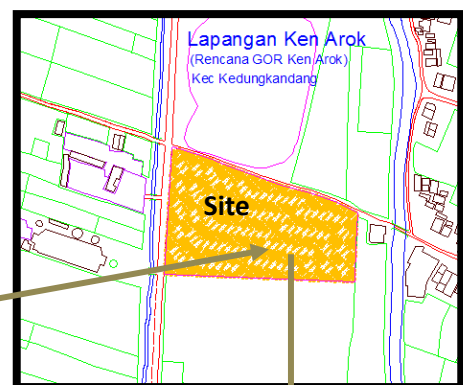 Lapangan Ken Arok
(Rencana GOR Ken Arok)
Kec Kedungkandang
Site